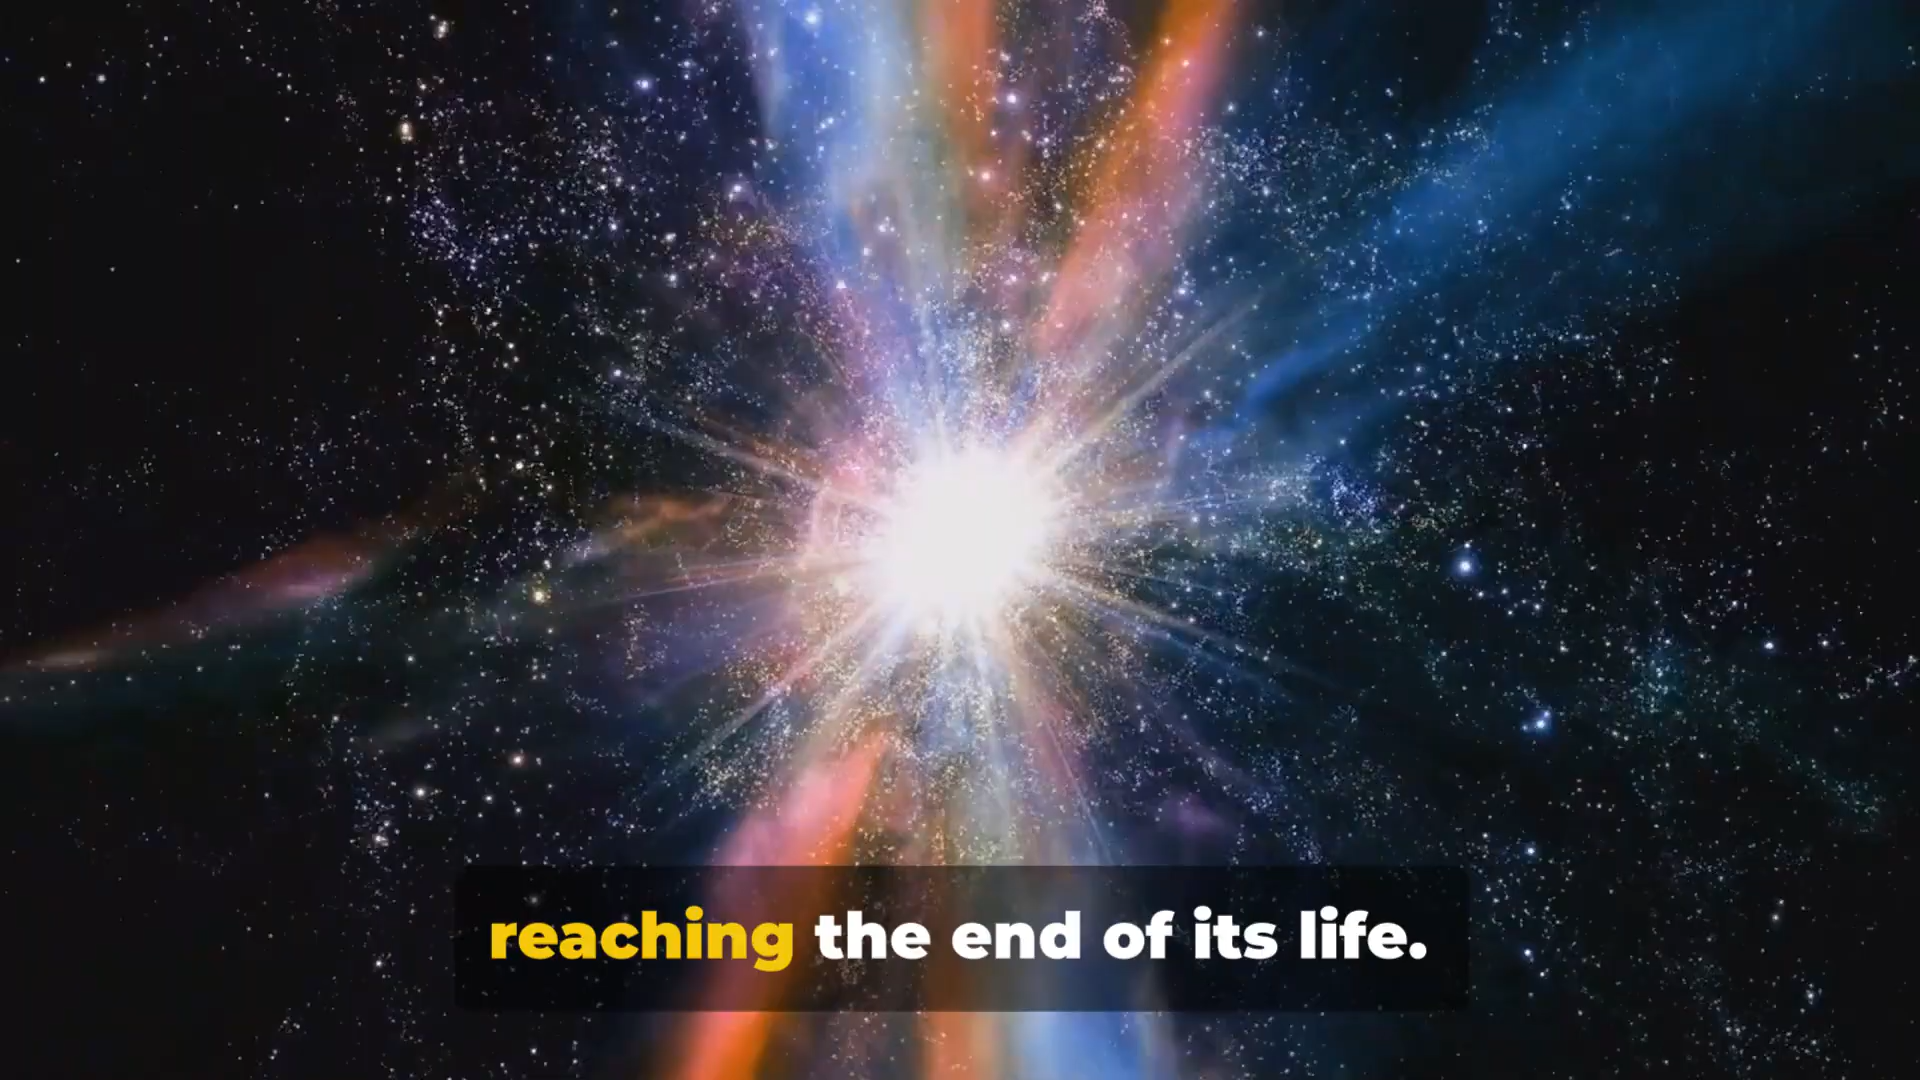 reaching the end of its life.